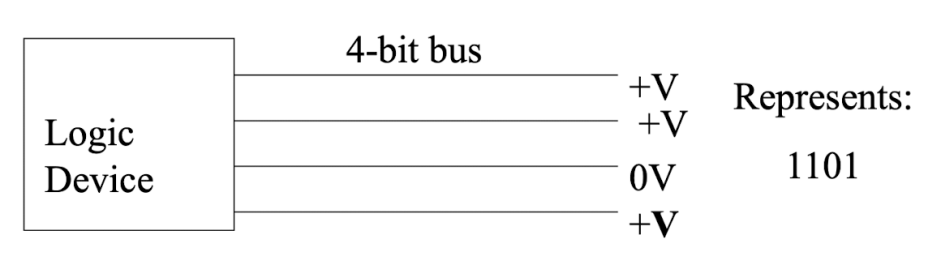 4-bit bus
Logic
Device
+V
+V
0V
+V
Represents:
1101